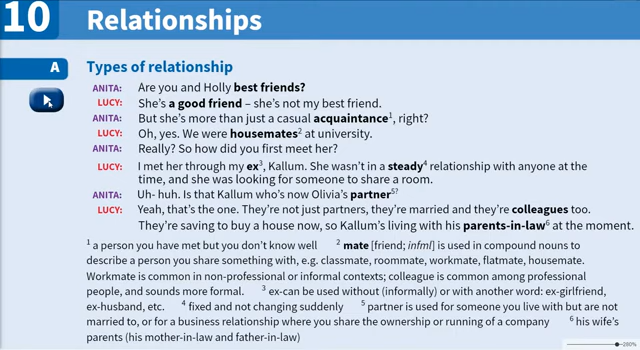 10 Relationships
A Types of relationship
ANITA: Are you and Holly best friends?
LUCY: She's a good friend – she's not my best friend.
ANITA: But she's more than just a casual acquaintance¹, right?
LUCY: Oh, yes. We were housemates² at university.
ANITA: Really? So how did you first meet her?
LUCY: I met her through my ex³, Kallum. She wasn't in a steady⁴ relationship with anyone at the
time, and she was looking for someone to share a room.
ANITA: Uh- huh. Is that Kallum who's now Olivia's partner⁵?
LUCY: Yeah, that's the one. They're not just partners, they're married and they're colleagues too.
They're saving to buy a house now, so Kallum's living with his parents-in-law⁶ at the moment.
¹ a person you have met but you don't know well ² mate [friend; infml] is used in compound nouns to
describe a person you share something with, e.g. classmate, roommate, workmate, flatmate, housemate.
Workmate is common in non-professional or informal contexts; colleague is common among professional
people, and sounds more formal. ³ ex-can be used without (informally) or with another word: ex-girlfriend,
ex-husband, etc. ⁴ fixed and not changing suddenly ⁵ partner is used for someone you live with but are not
married to, or for a business relationship where you share the ownership or running of a company ⁶ his wife's
parents (his mother-in-law and father-in-law)
280%